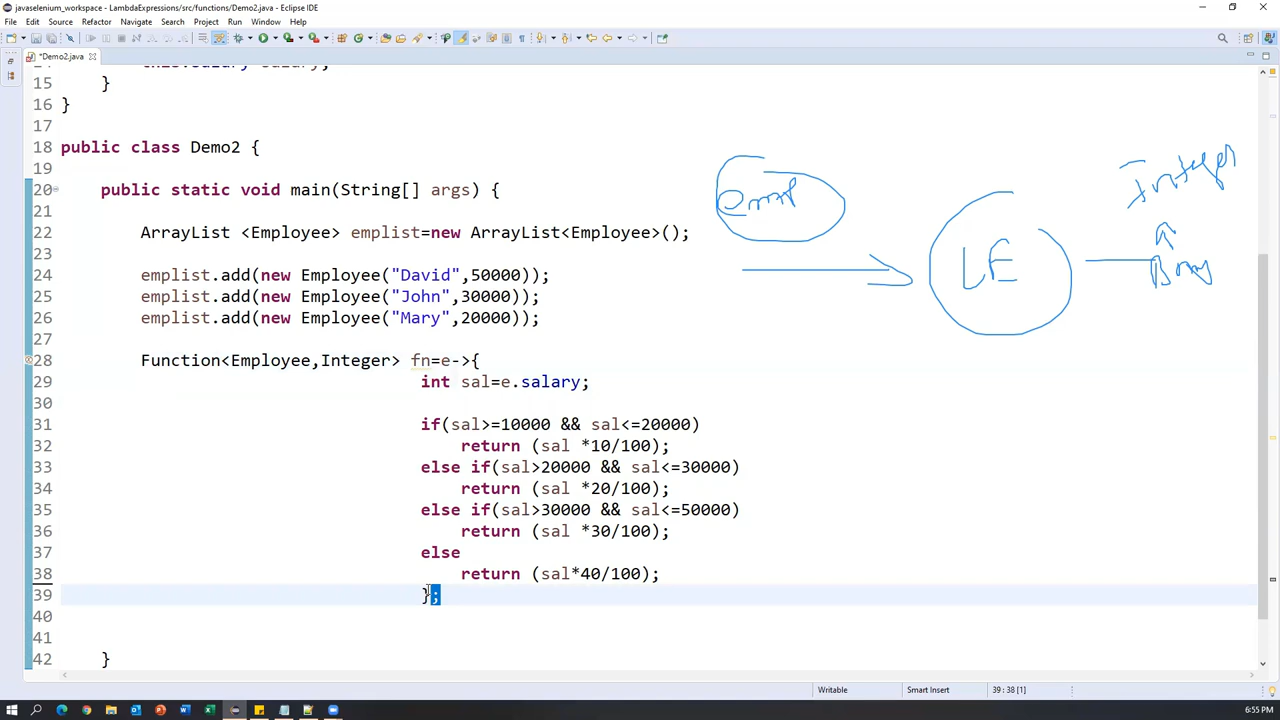 javaselenium_workspace - LambdaExpressions/src/functions/Demo2.java - Eclipse IDE
File Edit Source Refactor Navigate Search Project Run Window Help
*Demo2.java
14 this.salary salary;
15 }
16 }
17
18 public class Demo2 {
19
20 public static void main(String[] args) {
21
22 ArrayList <Employee> emplist=new ArrayList<Employee>();
23
24 emplist.add(new Employee("David",50000));
25 emplist.add(new Employee("John",30000));
26 emplist.add(new Employee("Mary",20000));
27
28 Function<Employee,Integer> fn=e->{
29 int sal=e.salary;
30
31 if(sal>=10000 && sal<=20000)
32 return (sal *10/100);
33 else if(sal>20000 && sal<=30000)
34 return (sal *20/100);
35 else if(sal>30000 && sal<=50000)
36 return (sal *30/100);
37 else
38 return (sal*40/100);
39 };
40
41
42 }
LE
Integer
Writable Smart Insert 39 : 38 [1]
6:55 PM